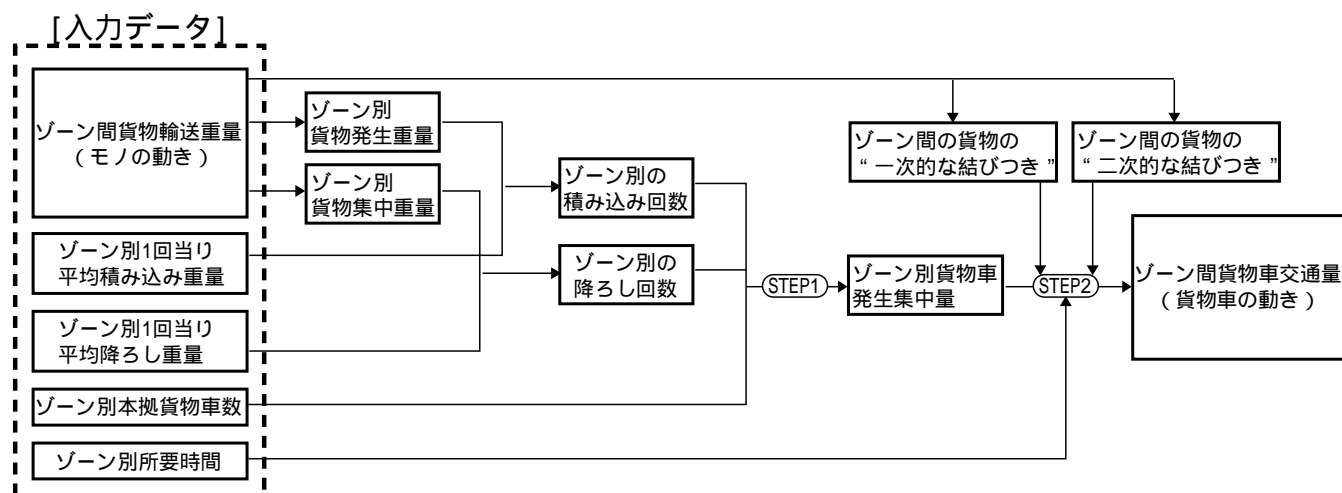 [入力データ]
ゾーン間貨物輸送重量
(モノの動き)
ゾーン別
貨物発生重量
ゾーン別
貨物集中重量
ゾーン別1回当り
平均積み込み重量
ゾーン別1回当り
平均降ろし重量
ゾーン別本拠貨物車数
ゾーン別所要時間
ゾーン別の
積み込み回数
ゾーン別の
降ろし回数
STEP1
ゾーン別貨物車
発生集中量
ゾーン間の貨物の
“一次的な結びつき”
ゾーン間の貨物の
“二次的な結びつき”
STEP2
ゾーン間貨物車交通量
(貨物車の動き)